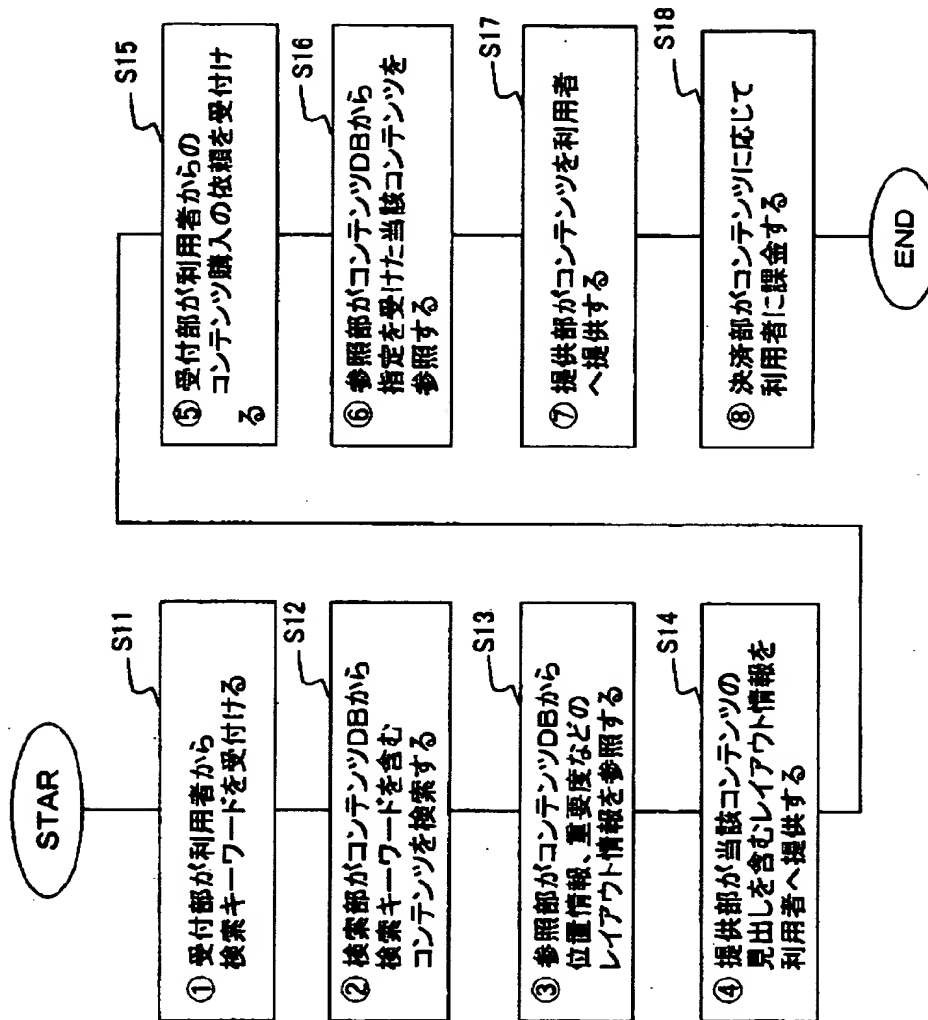 STAR
S11
① 受付部が利用者から
検索キーワードを受付ける
S12
② 検索部がコンテンツDBから
検索キーワードを含む
コンテンツを検索する
S13
③ 参照部がコンテンツDBから
位置情報、重要度などの
レイアウト情報を参照する
S14
④ 提供部が当該コンテンツの
見出しを含むレイアウト情報を
利用者へ提供する
S15
⑤ 受付部が利用者からの
コンテンツ購入の依頼を受付け
る
S16
⑥ 参照部がコンテンツDBから
指定を受けた当該コンテンツを
参照する
S17
⑦ 提供部がコンテンツを利用者
へ提供する
S18
⑧ 決済部がコンテンツに応じて
利用者に課金する
END